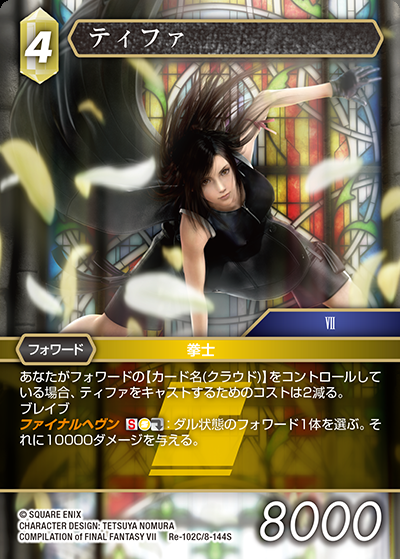 4
ティファ
VII
フォワード
拳士
あなたがフォワードの【カード名(クラウド)】をコントロールして
いる場合、ティファをキャストするためのコストは2減る。
ブレイブ
ファイナルヘヴン S:ダル状態のフォワード1体を選ぶ。そ
れに10000ダメージを与える。
© SQUARE ENIX
CHARACTER DESIGN: TETSUYA NOMURA
COMPILATION of FINAL FANTASY VII Re-102C/8-144S
8000